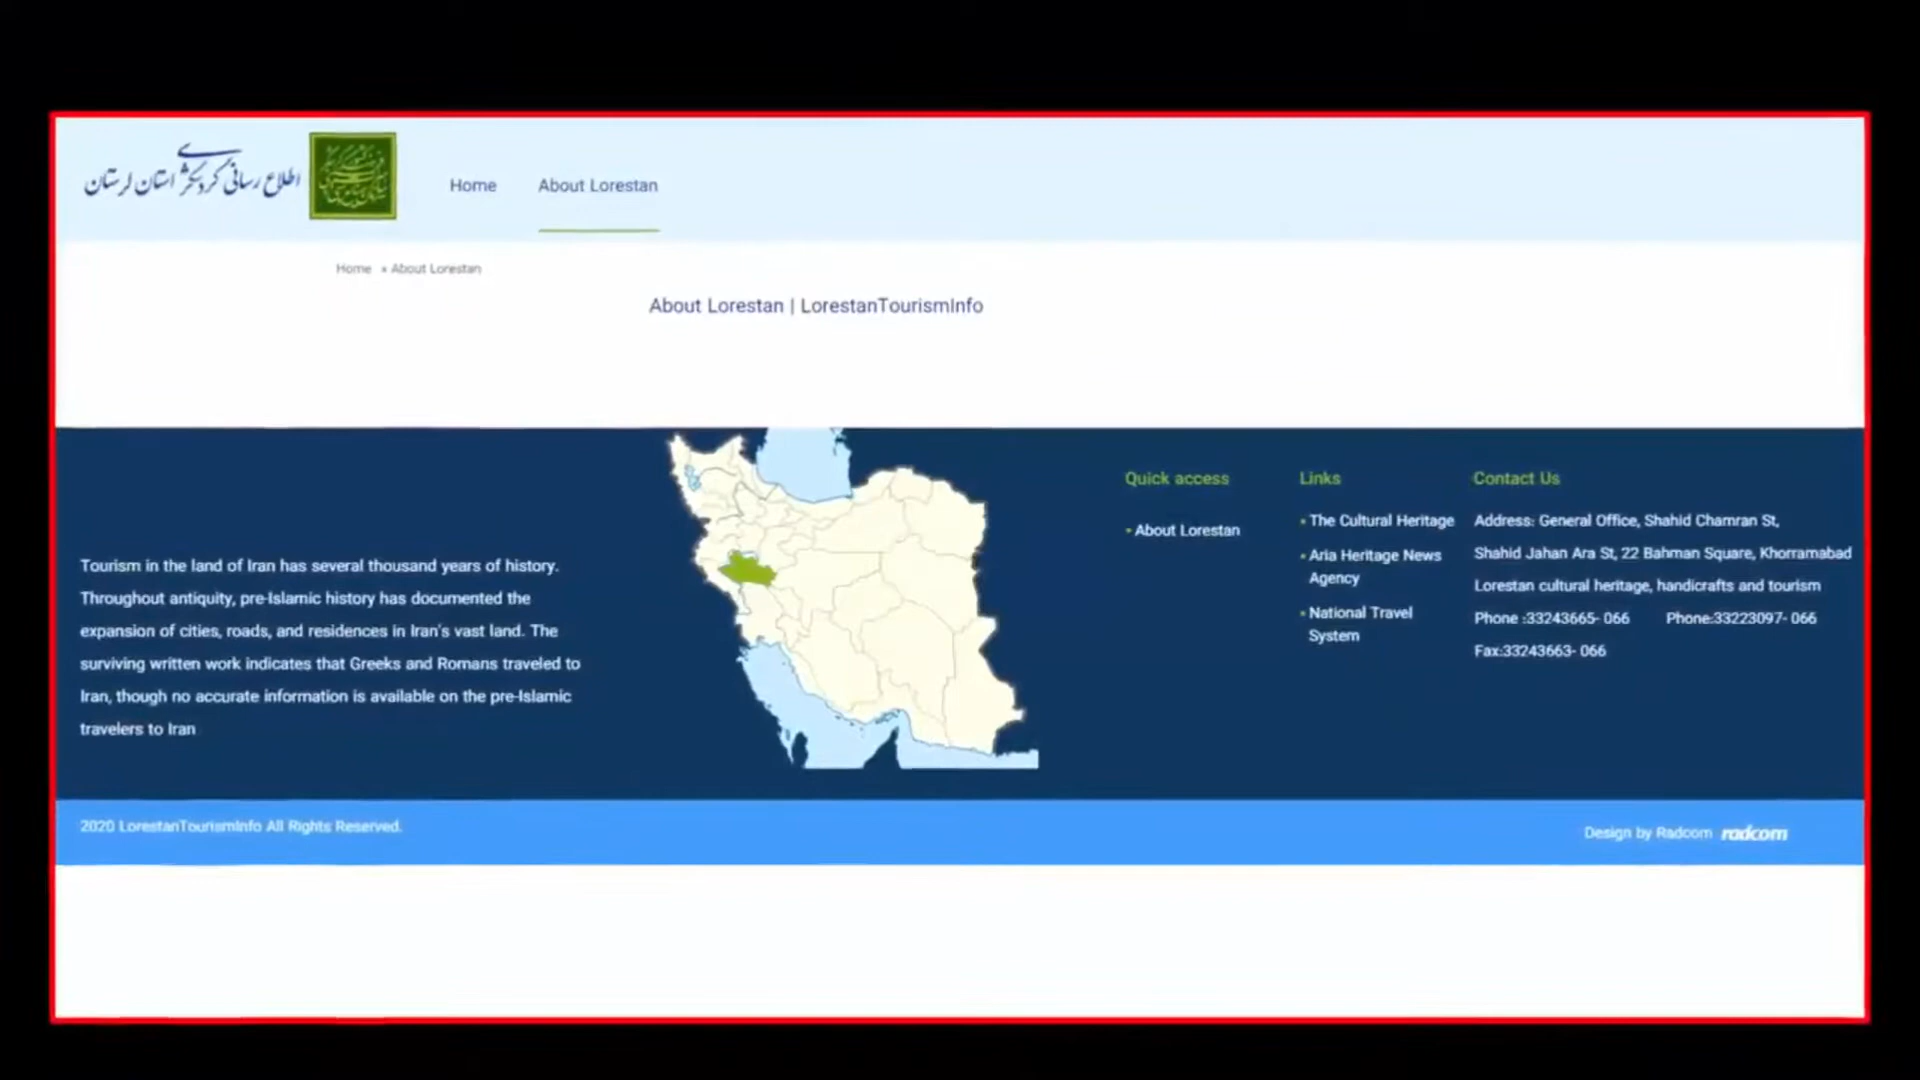 اطلاع رسانی گردشگری استان لرستان
Home
About Lorestan
Home » About Lorestan
About Lorestan | LorestanTourismInfo
Tourism in the land of Iran has several thousand years of history.
Throughout antiquity, pre-Islamic history has documented the
expansion of cities, roads, and residences in Iran's vast land. The
surviving written work indicates that Greeks and Romans traveled to
Iran, though no accurate information is available on the pre-Islamic
travelers to Iran
Quick access
About Lorestan
Links
The Cultural Heritage
Aria Heritage News
Agency
National Travel
System
Contact Us
Address: General Office, Shahid Chamran St,
Shahid Jahan Ara St, 22 Bahman Square, Khorramabad
Lorestan cultural heritage, handicrafts and tourism
Phone :33243665- 066 Phone:33223097- 066
Fax:33243663- 066
2020 LorestanTourismInfo All Rights Reserved.
Design by Radcom radcom